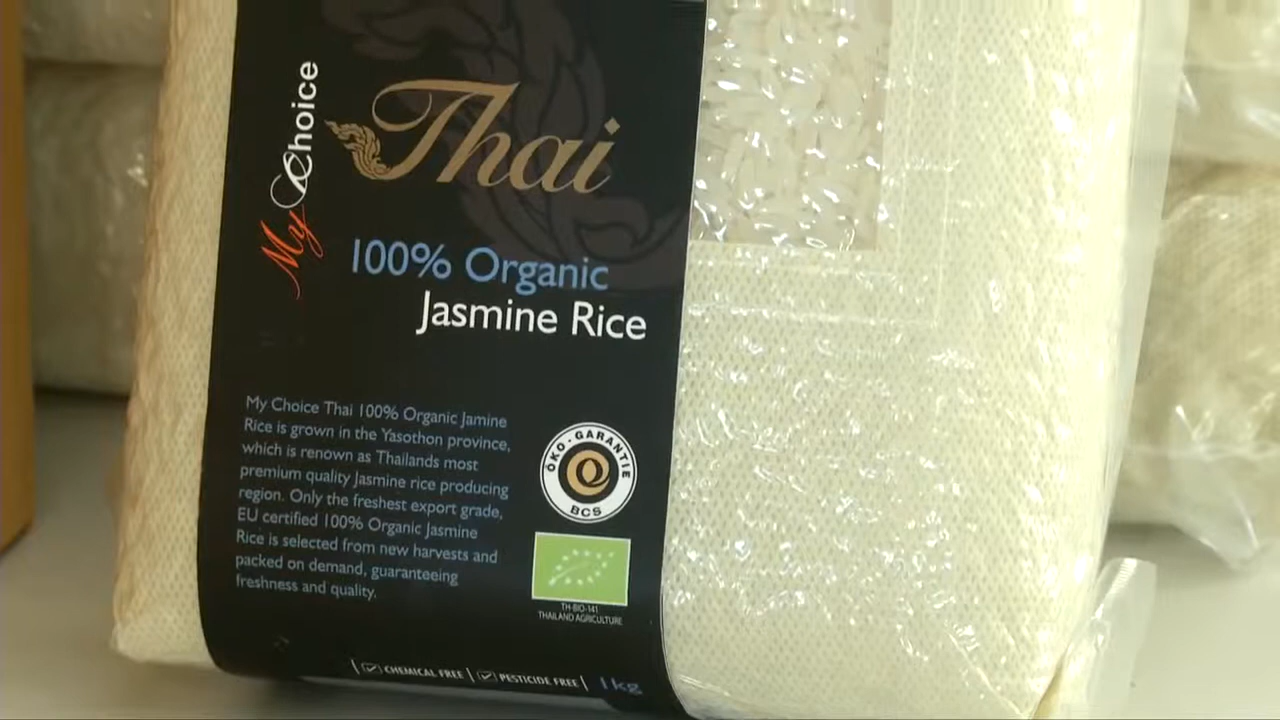 My Choice
Thai
100% Organic
Jasmine Rice
My Choice Thai 100% Organic Jamine
Rice is grown in the Yasothon province,
which is renown as Thailands most
premium quality Jasmine rice producing
region. Only the freshest export grade,
EU certified 100% Organic Jasmine
Rice is selected from new harvests and
packed on demand, guaranteeing
freshness and quality.
ÖKO-GARANTIE
BCS
TH-BIO-141
THAILAND AGRICULTURE
CHEMICAL FREE | PESTICIDE FREE | 1kg